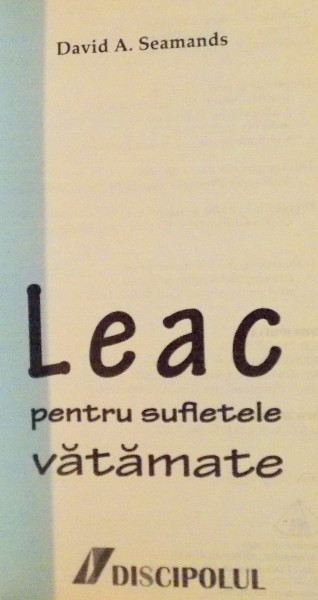 David A. Seamands
Leac
pentru sufletele
vătămate
DISCIPOLUL